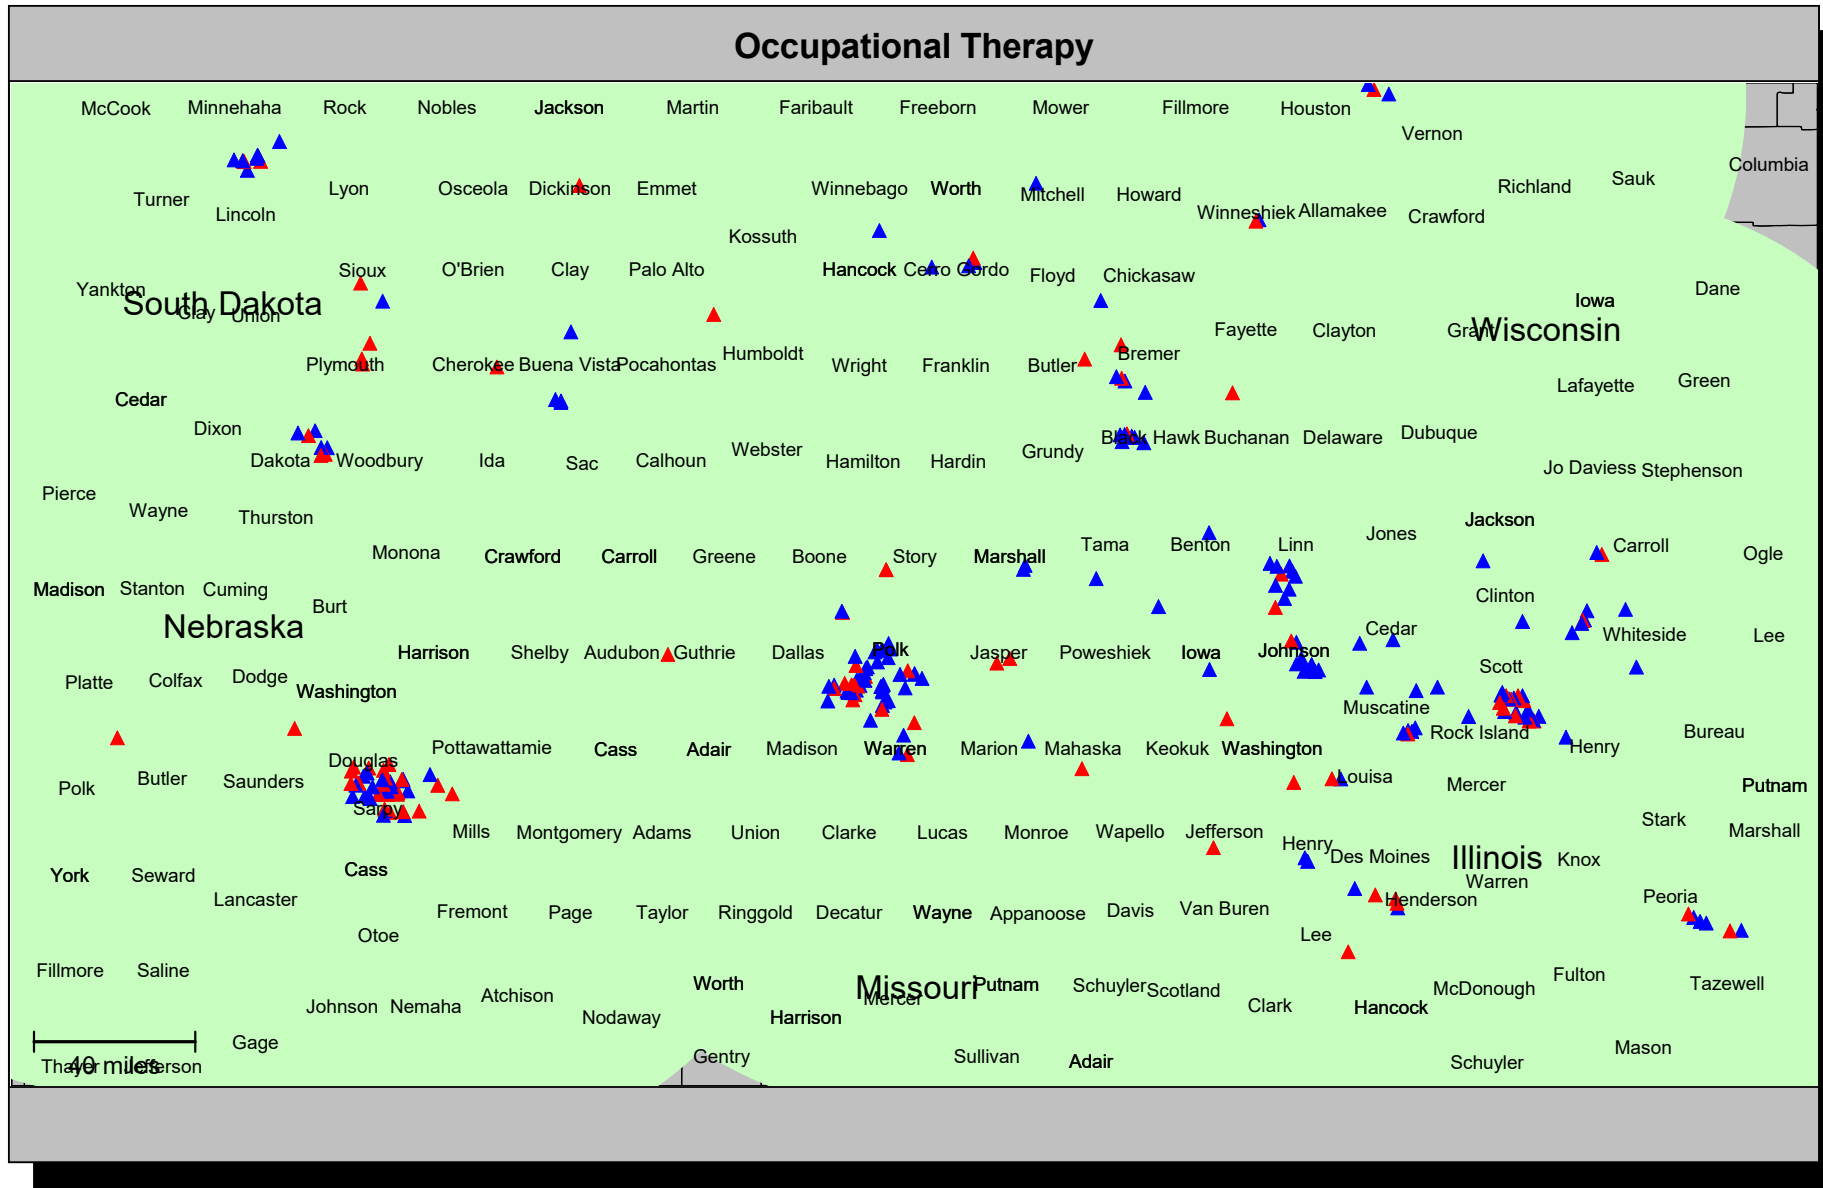 Occupational Therapy
McCook Minnehaha Rock Nobles Jackson Martin Faribault Freeborn Mower Fillmore Houston
Vernon
Columbia
Turner Lyon Osceola Dickinson Emmet Winnebago Worth Mitchell Howard Richland Sauk
Lincoln Winneshiek Allamakee Crawford
Kossuth
Sioux O'Brien Clay Palo Alto Hancock Cerro Gordo Floyd Chickasaw
Yankton South Dakota Iowa Dane
Clay Union
Fayette Clayton Grant Wisconsin
Plymouth Cherokee Buena Vista Pocahontas Humboldt Wright Franklin Butler Bremer
Cedar Lafayette Green
Dixon Black Hawk Buchanan Delaware Dubuque
Dakota Woodbury Ida Sac Calhoun Webster Hamilton Hardin Grundy
Jo Daviess Stephenson
Pierce
Wayne Thurston Jackson
Monona Crawford Carroll Greene Boone Story Marshall Tama Benton Linn Jones Carroll Ogle
Madison Stanton Cuming Clinton
Burt
Nebraska Cedar Whiteside Lee
Harrison Shelby Audubon Guthrie Dallas Polk Jasper Poweshiek Iowa Johnson
Scott
Platte Colfax Dodge Washington
Muscatine
Douglas Pottawattamie Cass Adair Madison Warren Marion Mahaska Keokuk Washington Rock Island Henry Bureau
Polk Butler Saunders Louisa Mercer Putnam
Sarpy
Mills Montgomery Adams Union Clarke Lucas Monroe Wapello Jefferson Stark Marshall
Henry Des Moines Illinois Knox
York Seward Cass Warren
Lancaster Henderson Peoria
Fremont Page Taylor Ringgold Decatur Wayne Appanoose Davis Van Buren
Otoe Lee
Fillmore Saline Fulton
Worth Missouri Putnam Schuyler Scotland McDonough Tazewell
Johnson Nemaha Atchison Mercer Clark Hancock
Nodaway Harrison
Gage
Gentry Sullivan Adair Schuyler Mason
Thayer Jefferson
40 miles